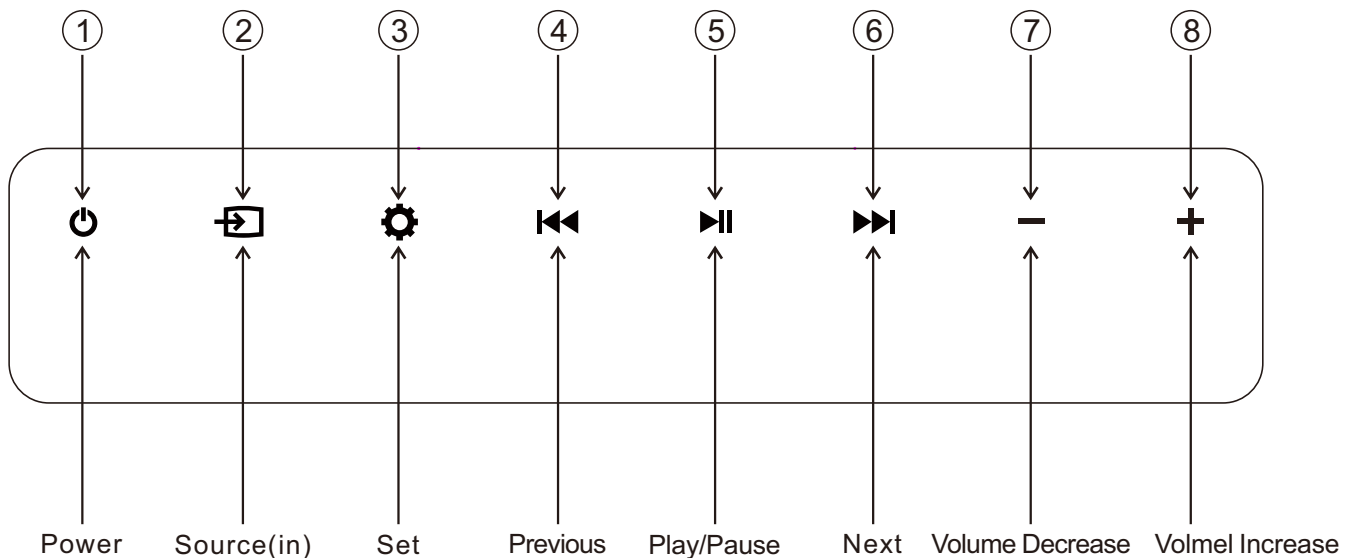 ① ② ③ ④ ⑤ ⑥ ⑦ ⑧
Power Source(in) Set Previous Play/Pause Next Volume Decrease Volmel Increase